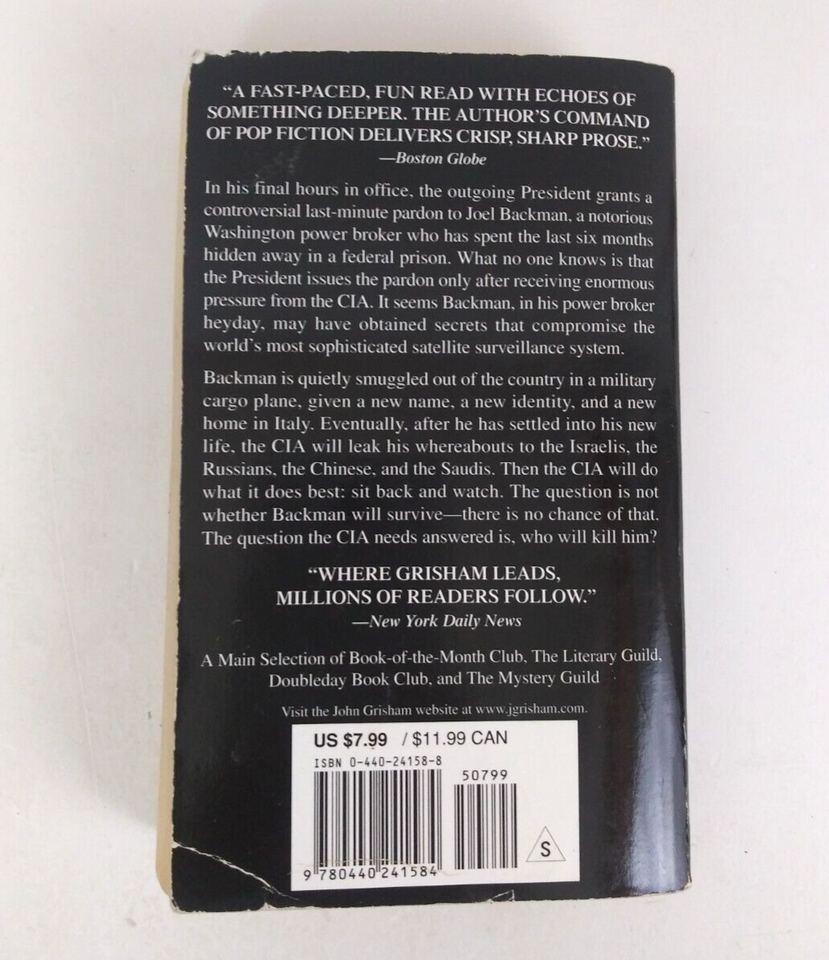 “A FAST-PACED, FUN READ WITH ECHOES OF
SOMETHING DEEPER. THE AUTHOR’S COMMAND
OF POP FICTION DELIVERS CRISP, SHARP PROSE.”
—Boston Globe
In his final hours in office, the outgoing President grants a
controversial last-minute pardon to Joel Backman, a notorious
Washington power broker who has spent the last six months
hidden away in a federal prison. What no one knows is that
the President issues the pardon only after receiving enormous
pressure from the CIA. It seems Backman, in his power broker
heyday, may have obtained secrets that compromise the
world’s most sophisticated satellite surveillance system.
Backman is quietly smuggled out of the country in a military
cargo plane, given a new name, a new identity, and a new
home in Italy. Eventually, after he has settled into his new
life, the CIA will leak his whereabouts to the Israelis, the
Russians, the Chinese, and the Saudis. Then the CIA will do
what it does best: sit back and watch. The question is not
whether Backman will survive—there is no chance of that.
The question the CIA needs answered is, who will kill him?
“WHERE GRISHAM LEADS,
MILLIONS OF READERS FOLLOW.”
—New York Daily News
A Main Selection of Book-of-the-Month Club, The Literary Guild,
Doubleday Book Club, and The Mystery Guild
Visit the John Grisham website at www.jgrisham.com.
US $7.99 / $11.99 CAN
ISBN 0-440-24158-8
50799
S
9 780440 241584